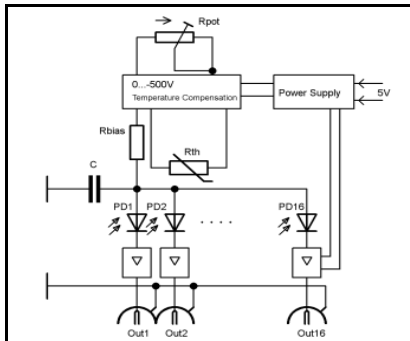 Rpot
0...-500V
Temperature Compensation
Power Supply
5V
Rbias
Rth
C
PD1
PD2
PD16
Out1
Out2
Out16